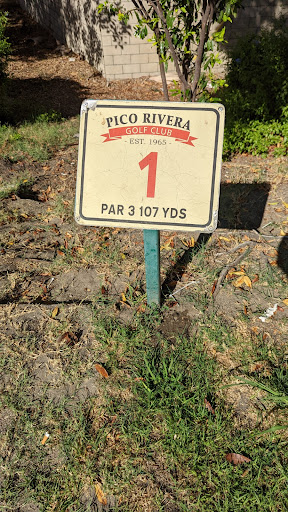 PICO RIVERA
GOLF CLUB
- EST. 1965 -
1
PAR 3 107 YDS